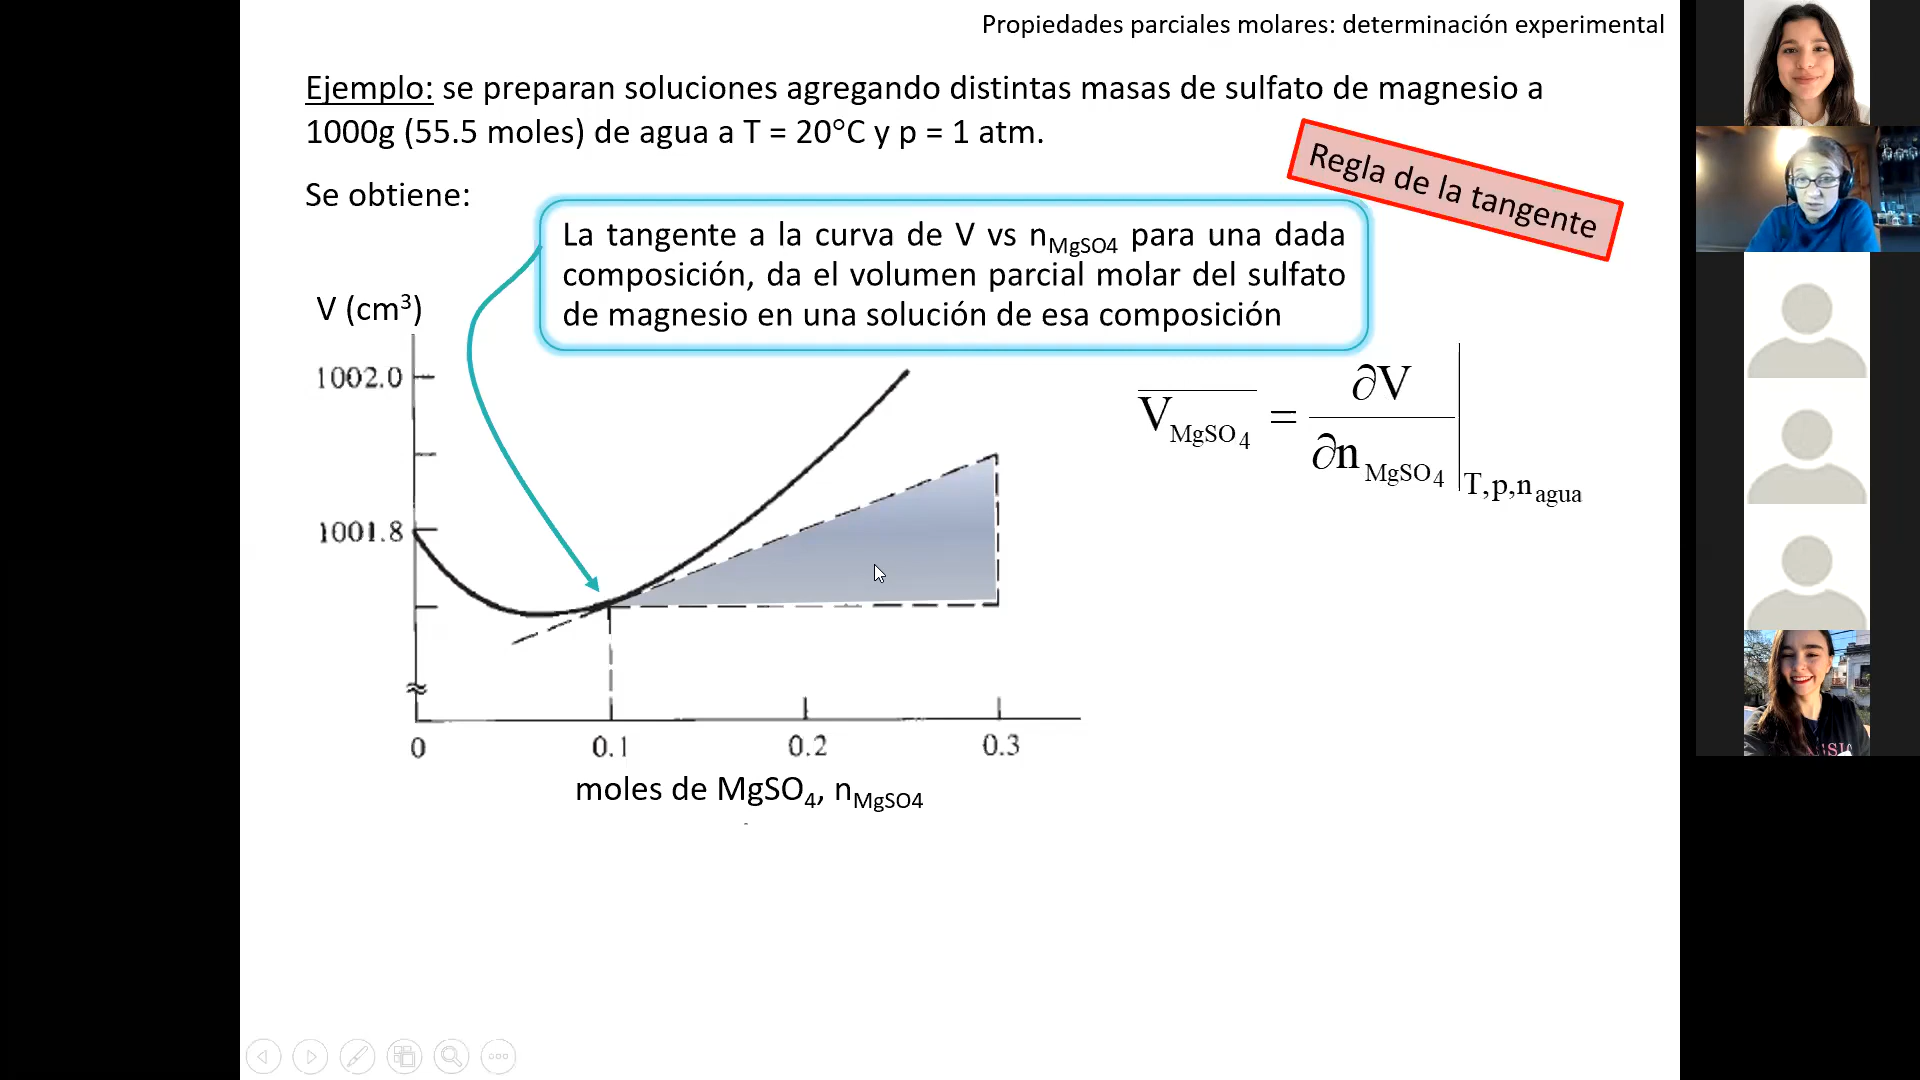 Propiedades parciales molares: determinación experimental
Ejemplo: se preparan soluciones agregando distintas masas de sulfato de magnesio a
1000g (55.5 moles) de agua a T = 20°C y p = 1 atm.
Regla de la tangente
Se obtiene:
La tangente a la curva de V vs nMgSO4 para una dada
composición, da el volumen parcial molar del sulfato
de magnesio en una solución de esa composición
V (cm³)
1002.0
1001.8
0 0.1 0.2 0.3
moles de MgSO₄, nMgSO4
V̅MgSO₄ = ∂V / ∂nMgSO₄ |T,p,nagua